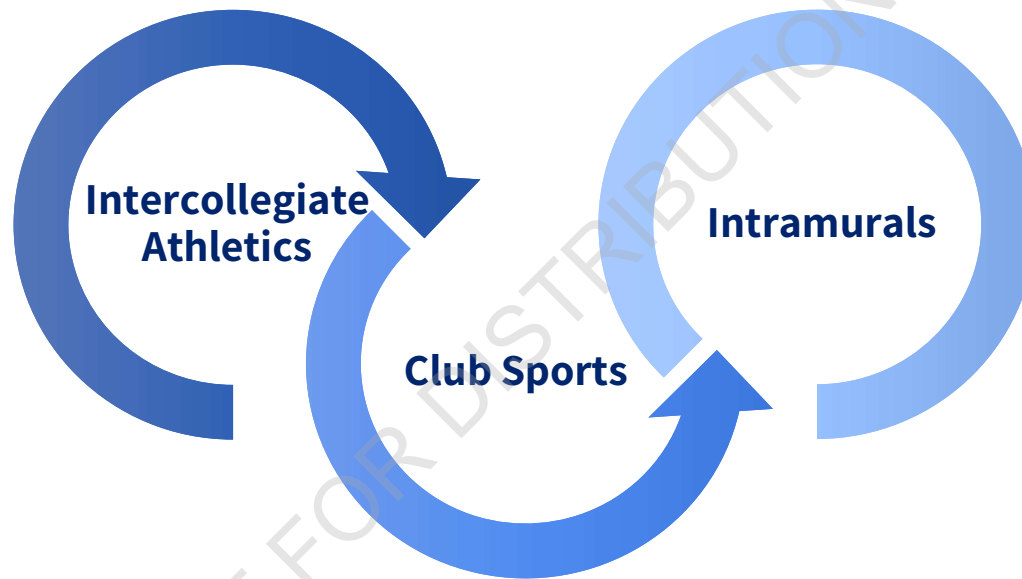 Intercollegiate
Athletics
Intramurals
Club Sports
FOR DISTRIBUTION